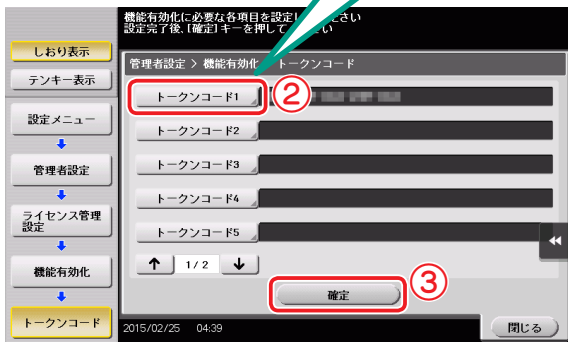 機能有効化に必要な各項目を設定してください
設定完了後、[確定]キーを押してください
しおり表示
テンキー表示
設定メニュー
管理者設定
ライセンス管理
設定
機能有効化
トークンコード
管理者設定 > 機能有効化 > トークンコード
トークンコード1
②
トークンコード2
トークンコード3
トークンコード4
トークンコード5
↑ 1/2 ↓
確定
③
2015/02/25 04:39
閉じる